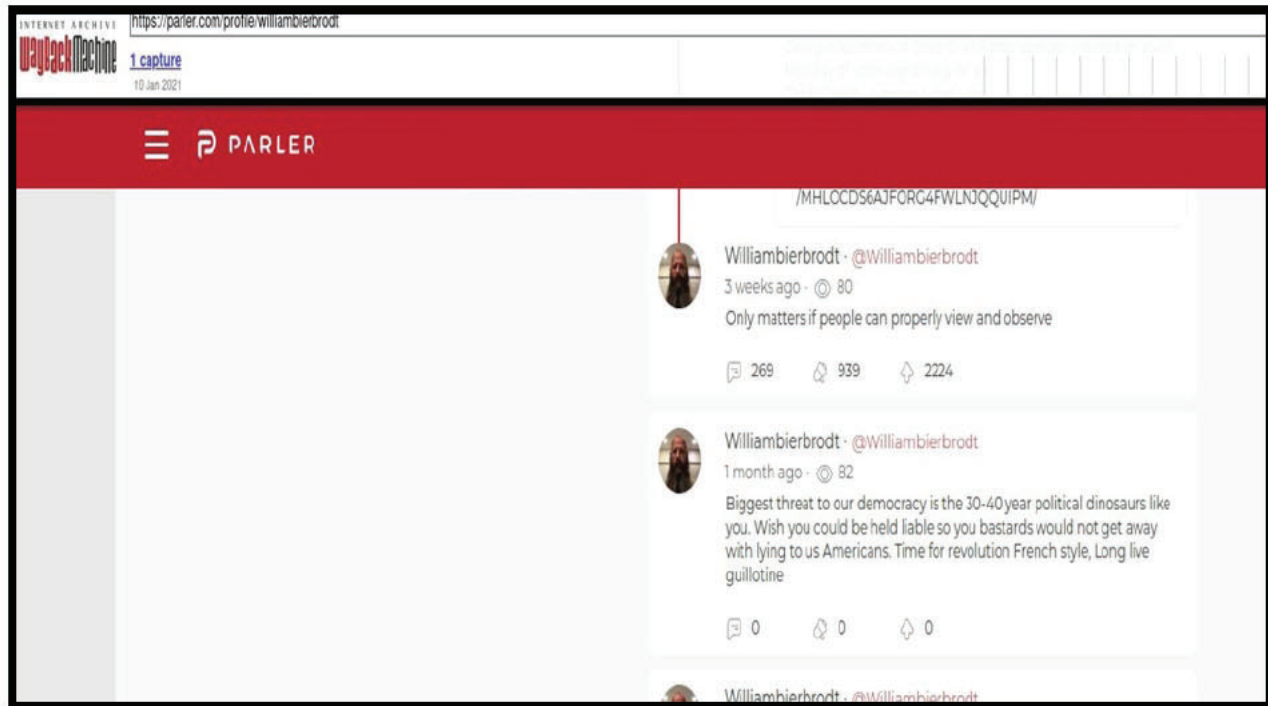 INTERNET ARCHIVE
WayBackMachine
https://parler.com/profile/williambierbrodt
1 capture
10 Jan 2021
PARLER
/MHLOCDS6AJFORG4FWLNJQQUIPM/
Williambierbrodt · @Williambierbrodt
3 weeks ago · 80
Only matters if people can properly view and observe
269 939 2224
Williambierbrodt · @Williambierbrodt
1 month ago · 82
Biggest threat to our democracy is the 30-40 year political dinosaurs like
you. Wish you could be held liable so you bastards would not get away
with lying to us Americans. Time for revolution French style, Long live
guillotine
0 0 0
Williambierbrodt · @Williambierbrodt